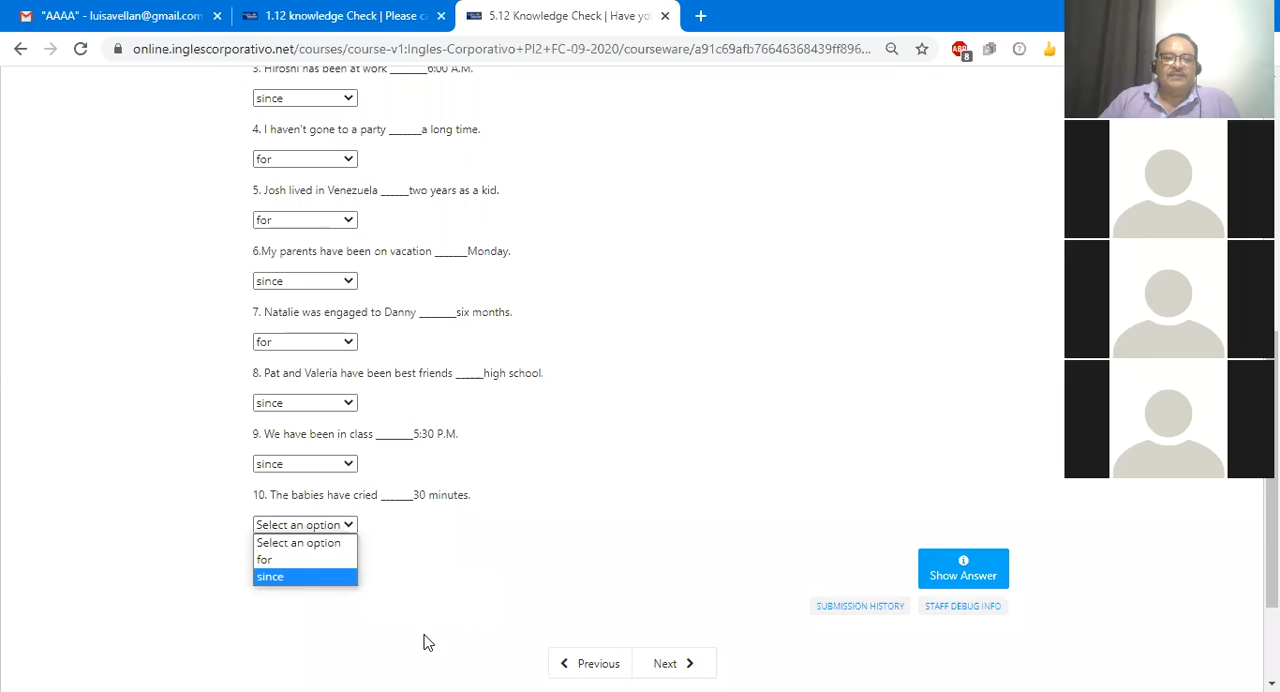 "AAAA" - luisavellan@gmail.com
1.12 knowledge Check | Please ca
5.12 Knowledge Check | Have yo
online.inglescorporativo.net/courses/course-v1:Ingles-Corporativo+PI2+FC-09-2020/courseware/a91c69afb76646368439ff896...
ABP
8
3. Hiroshi has been at work _______6:00 A.M.
since
4. I haven't gone to a party ______a long time.
for
5. Josh lived in Venezuela _____two years as a kid.
for
6.My parents have been on vacation ______Monday.
since
7. Natalie was engaged to Danny _______six months.
for
8. Pat and Valeria have been best friends _____high school.
since
9. We have been in class _______5:30 P.M.
since
10. The babies have cried ______30 minutes.
Select an option
Select an option
for
since
Show Answer
SUBMISSION HISTORY
STAFF DEBUG INFO
Previous
Next